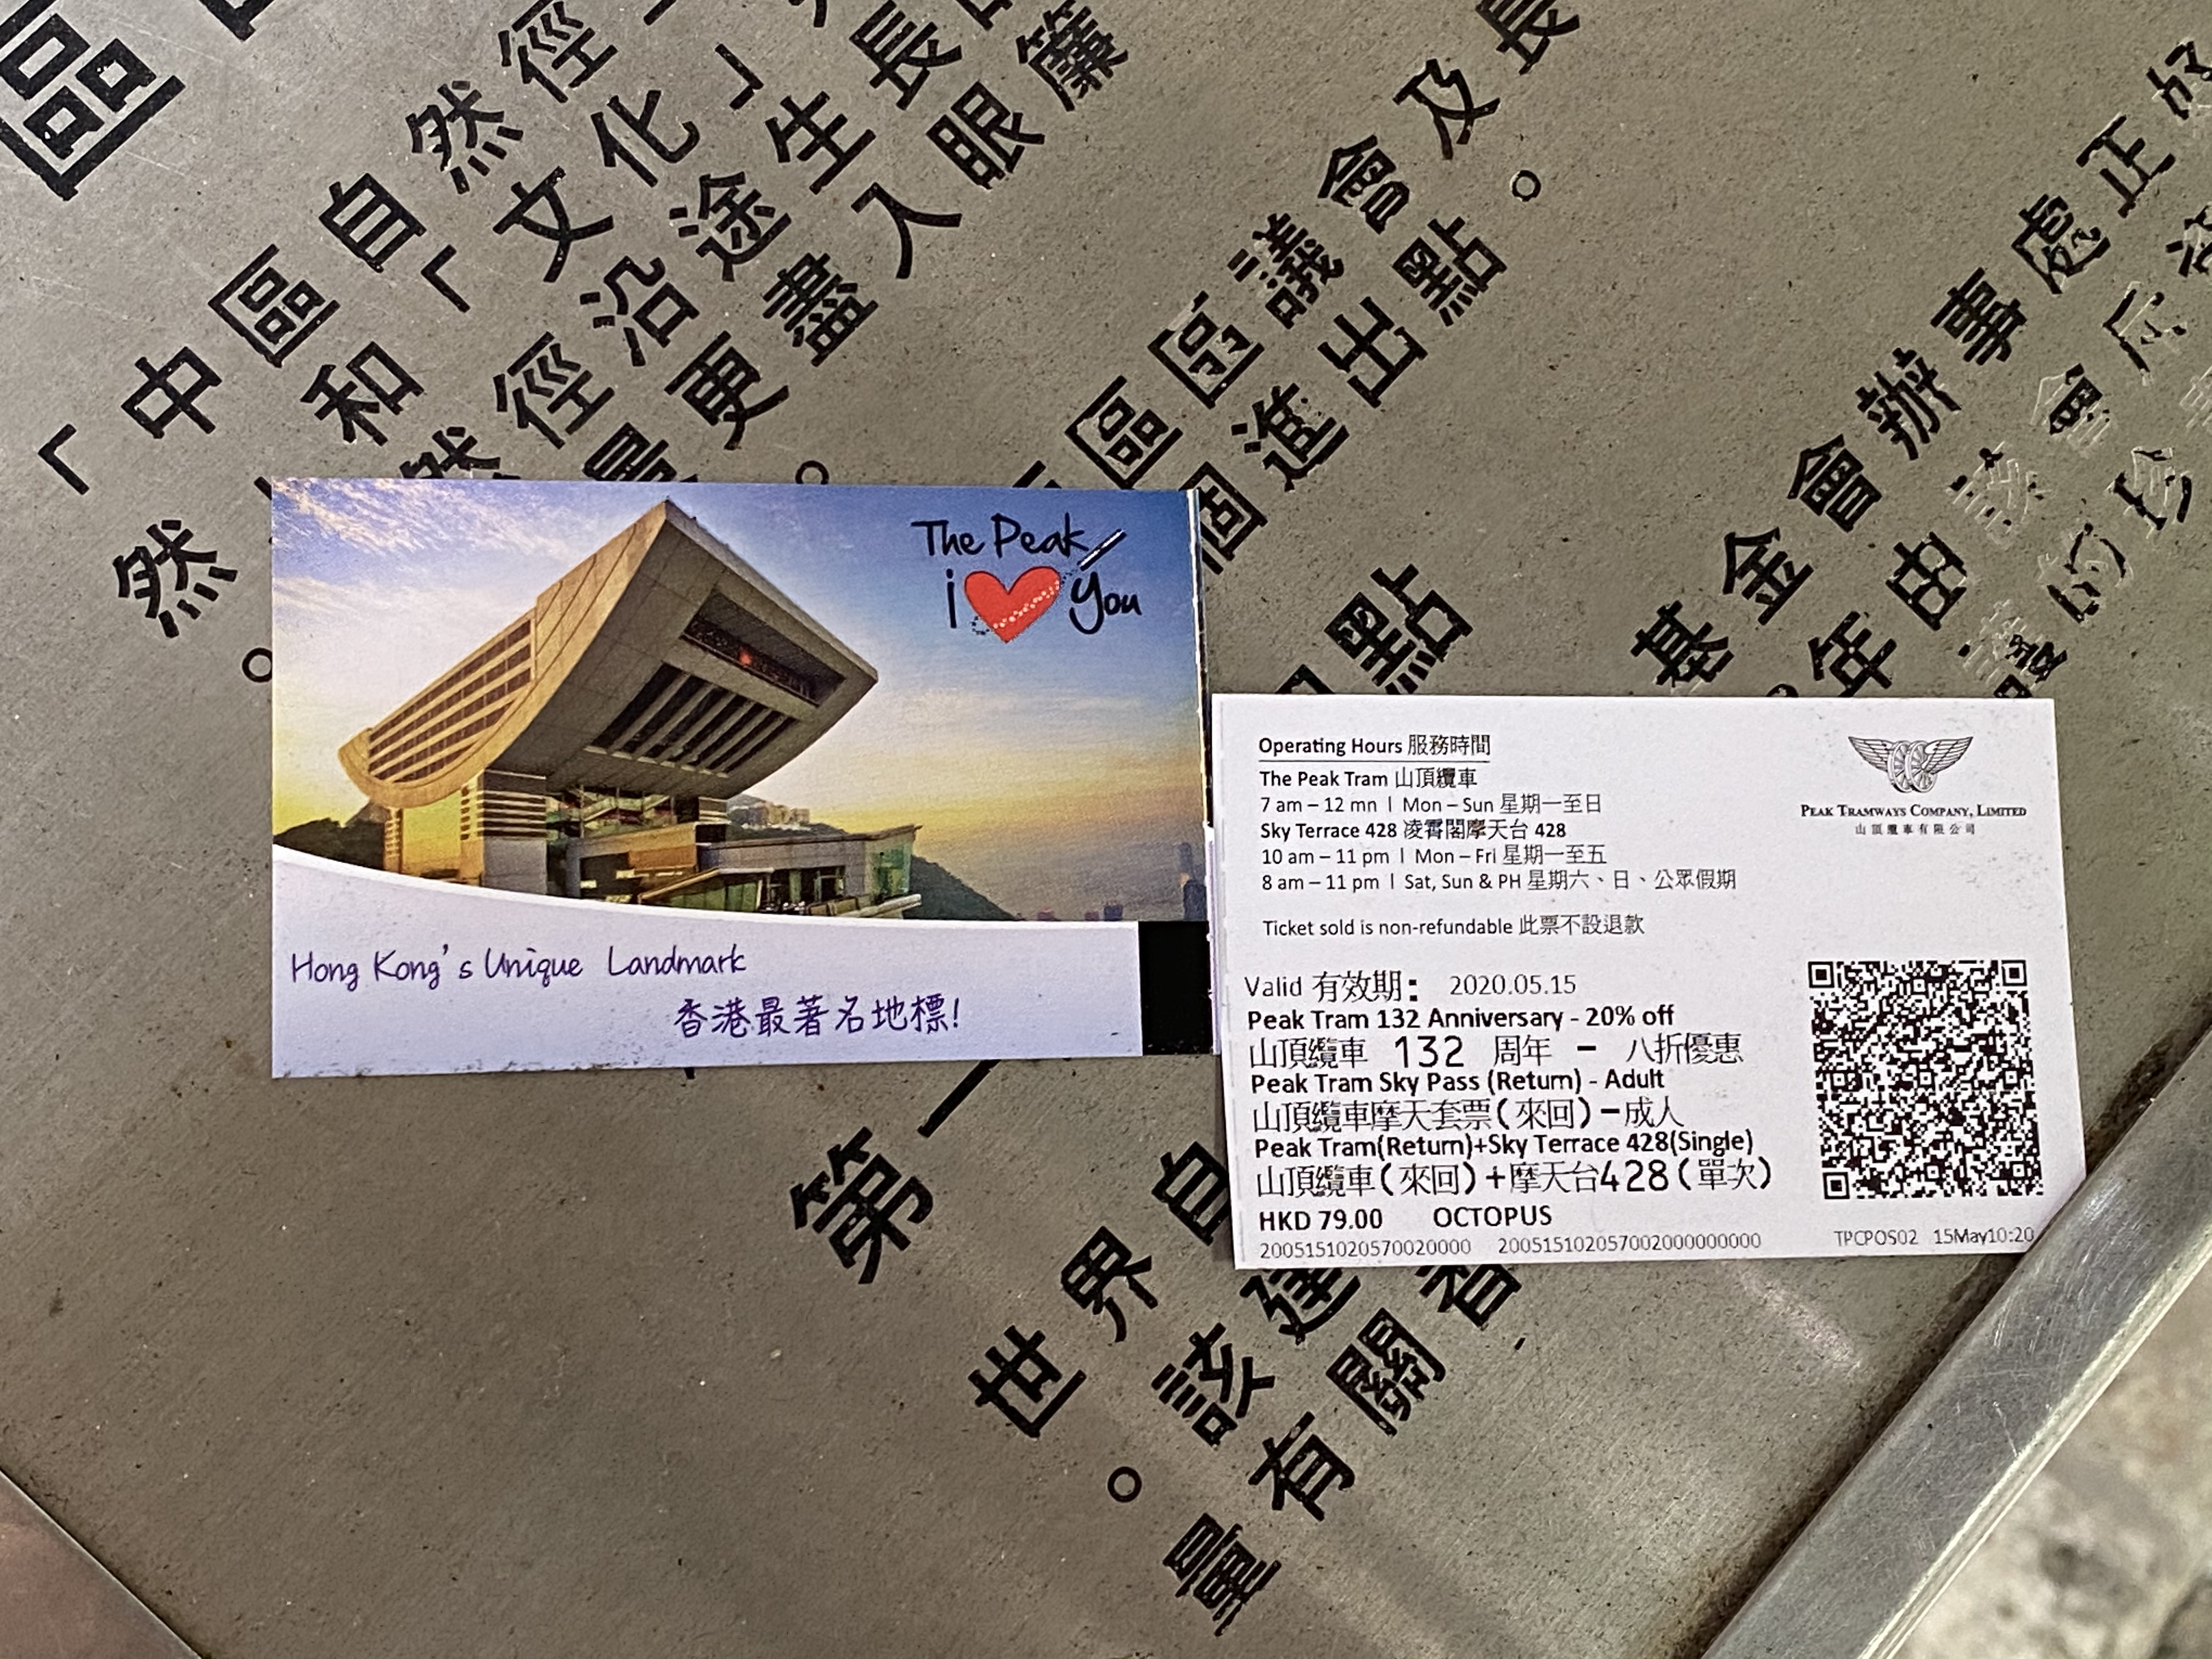 The Peak
i You
Hong Kong's Unique Landmark
香港最著名地標!
Operating Hours 服務時間
The Peak Tram 山頂纜車
7 am – 12 mn | Mon – Sun 星期一至日
Sky Terrace 428 凌霄閣摩天台 428
10 am – 11 pm | Mon – Fri 星期一至五
8 am – 11 pm | Sat, Sun & PH 星期六、日、公眾假期
Ticket sold is non-refundable 此票不設退款
PEAK TRAMWAYS COMPANY, LIMITED
山頂纜車有限公司
Valid 有效期: 2020.05.15
Peak Tram 132 Anniversary - 20% off
山頂纜車 132 周年 - 八折優惠
Peak Tram Sky Pass (Return) - Adult
山頂纜車摩天套票(來回)-成人
Peak Tram(Return)+Sky Terrace 428(Single)
山頂纜車(來回)+摩天台428(單次)
HKD 79.00 OCTOPUS
2005151020570020000 200515102057002000000000
TPCPOS02 15May10:20
區
「中區自然徑
和「文化」
然徑沿途生長
更盡入眼簾
。
然
。
區區議會及長
個進出點。
點
基金會辦事處正
年由該會
的珍
第一
自
世界
該建
。有關
量